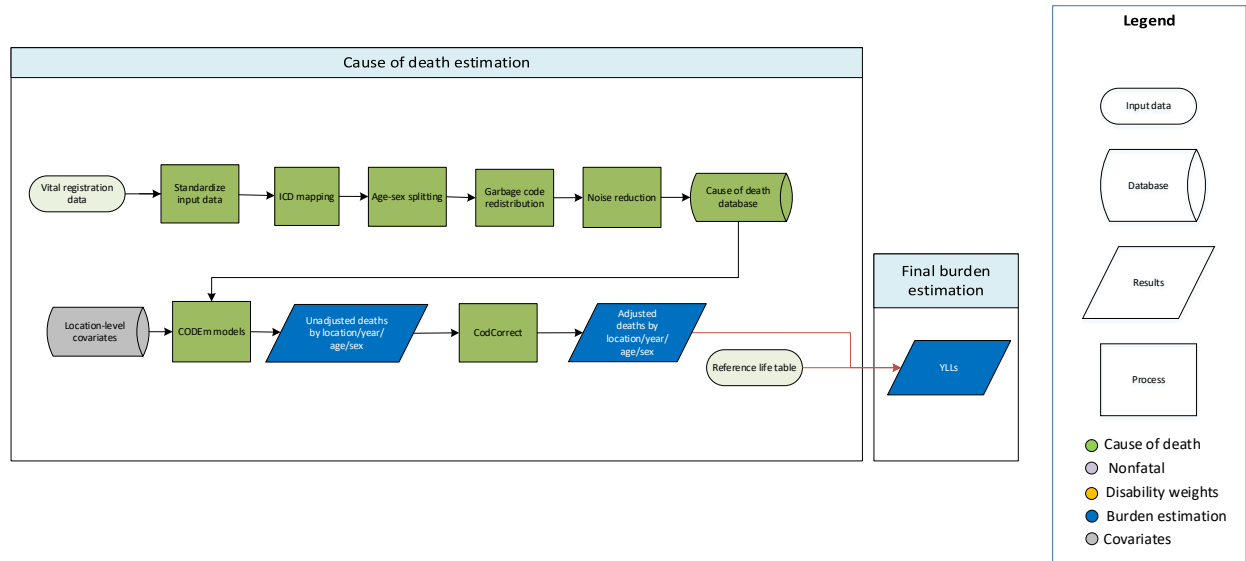 Cause of death estimation
Vital registration
data
Standardize
input data
ICD mapping
Age-sex splitting
Garbage code
redistribution
Noise reduction
Cause of death
database
Location-level
covariates
CODEm models
Unadjusted deaths
by location/year/
age/sex
CodCorrect
Adjusted
deaths by
location/year/
age/sex
Reference life table
Final burden
estimation
YLLs
Legend
Input data
Database
Results
Process
Cause of death
Nonfatal
Disability weights
Burden estimation
Covariates